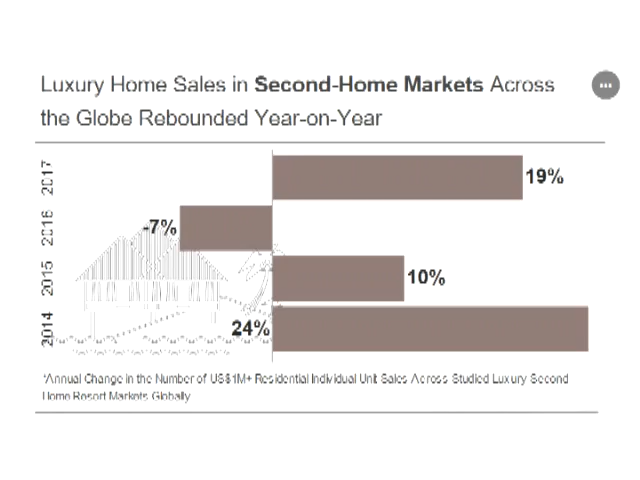 Luxury Home Sales in Second-Home Markets Across
the Globe Rebounded Year-on-Year
2017
19%
2016
-7%
2015
10%
2014
24%
*Annual Change in the Number of US$1M+ Residential Individual Unit Sales Across Studied Luxury Second
Home Resort Markets Globally